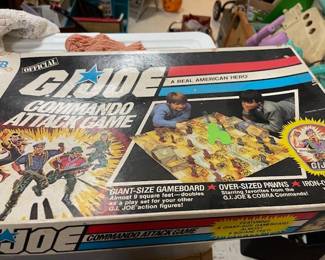 OFFICIAL
G.I. JOE
A REAL AMERICAN HERO
COMMANDO
ATTACK GAME
GIANT-SIZE GAMEBOARD
Almost 9 square feet—doubles
as a play set for your other
G.I. JOE action figures!
OVER-SIZED PAWNS
Starring favorites from the
G.I. JOE & COBRA Commands!
IRON-O
JOE
COMMANDO ATTACK GAME